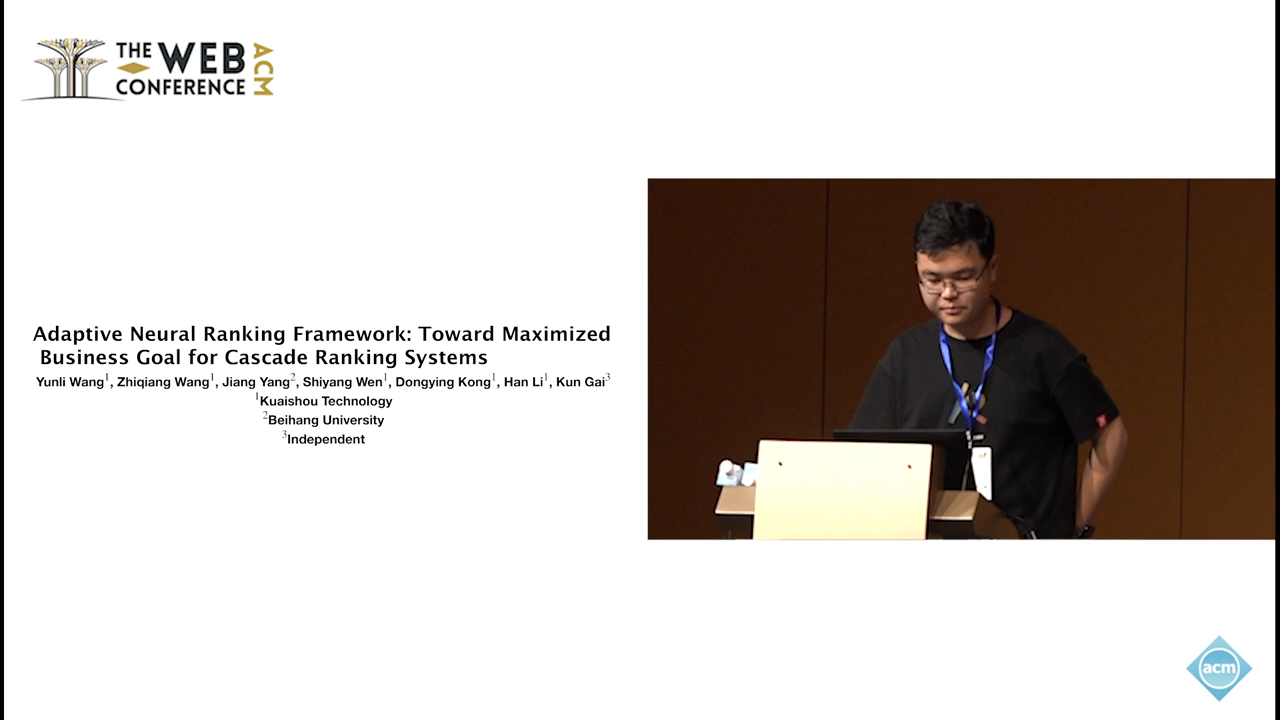 THE WEB
CONFERENCE
ACM
Adaptive Neural Ranking Framework: Toward Maximized
Business Goal for Cascade Ranking Systems
Yunli Wang1, Zhiqiang Wang1, Jiang Yang2, Shiyang Wen1, Dongying Kong1, Han Li1, Kun Gai3
1Kuaishou Technology
2Beihang University
3Independent
acm